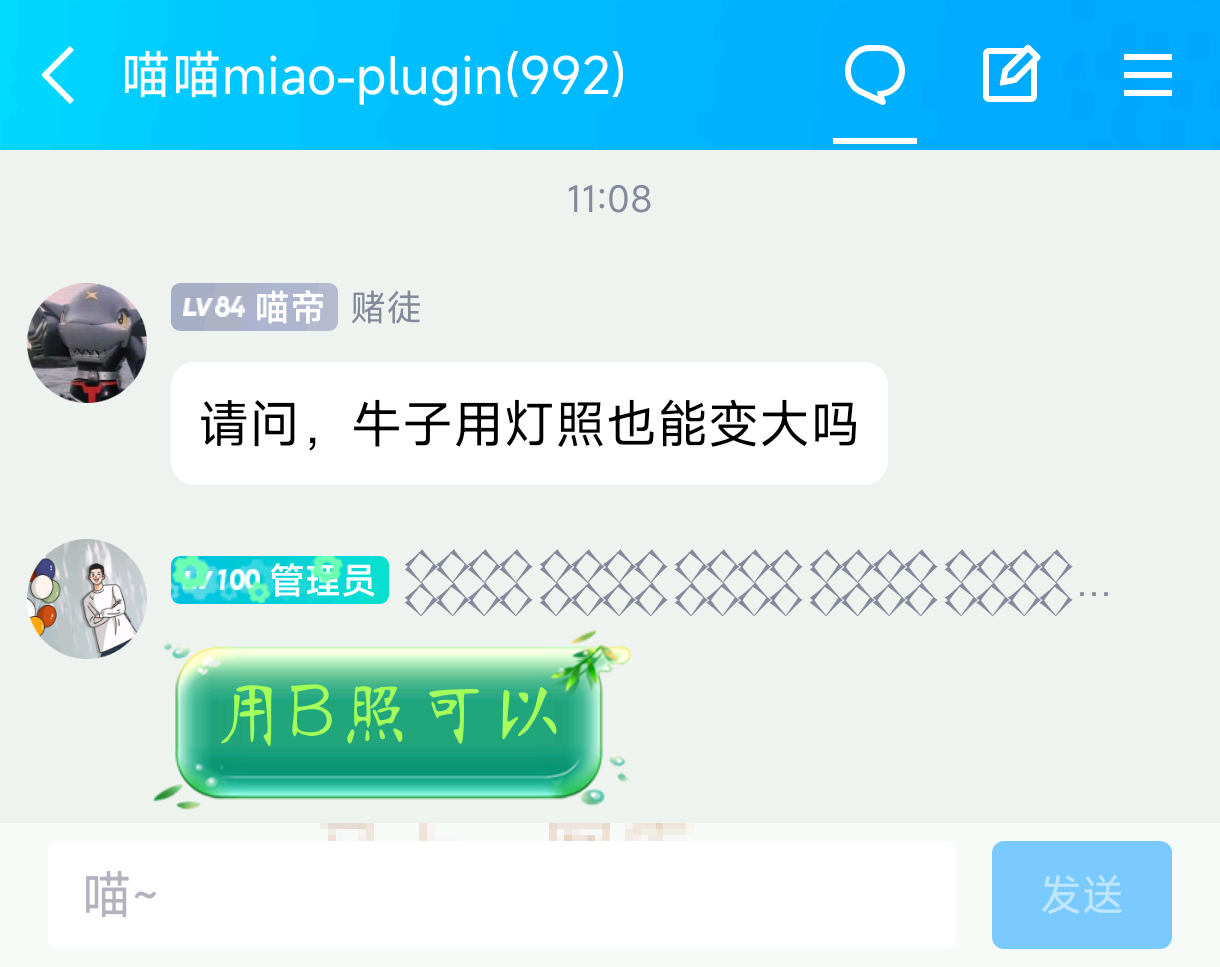 喵喵miao-plugin(992)
11:08
LV84 喵帝 赌徒
请问，牛子用灯照也能变大吗
LV100 管理员
用B照可以
喵~
发送